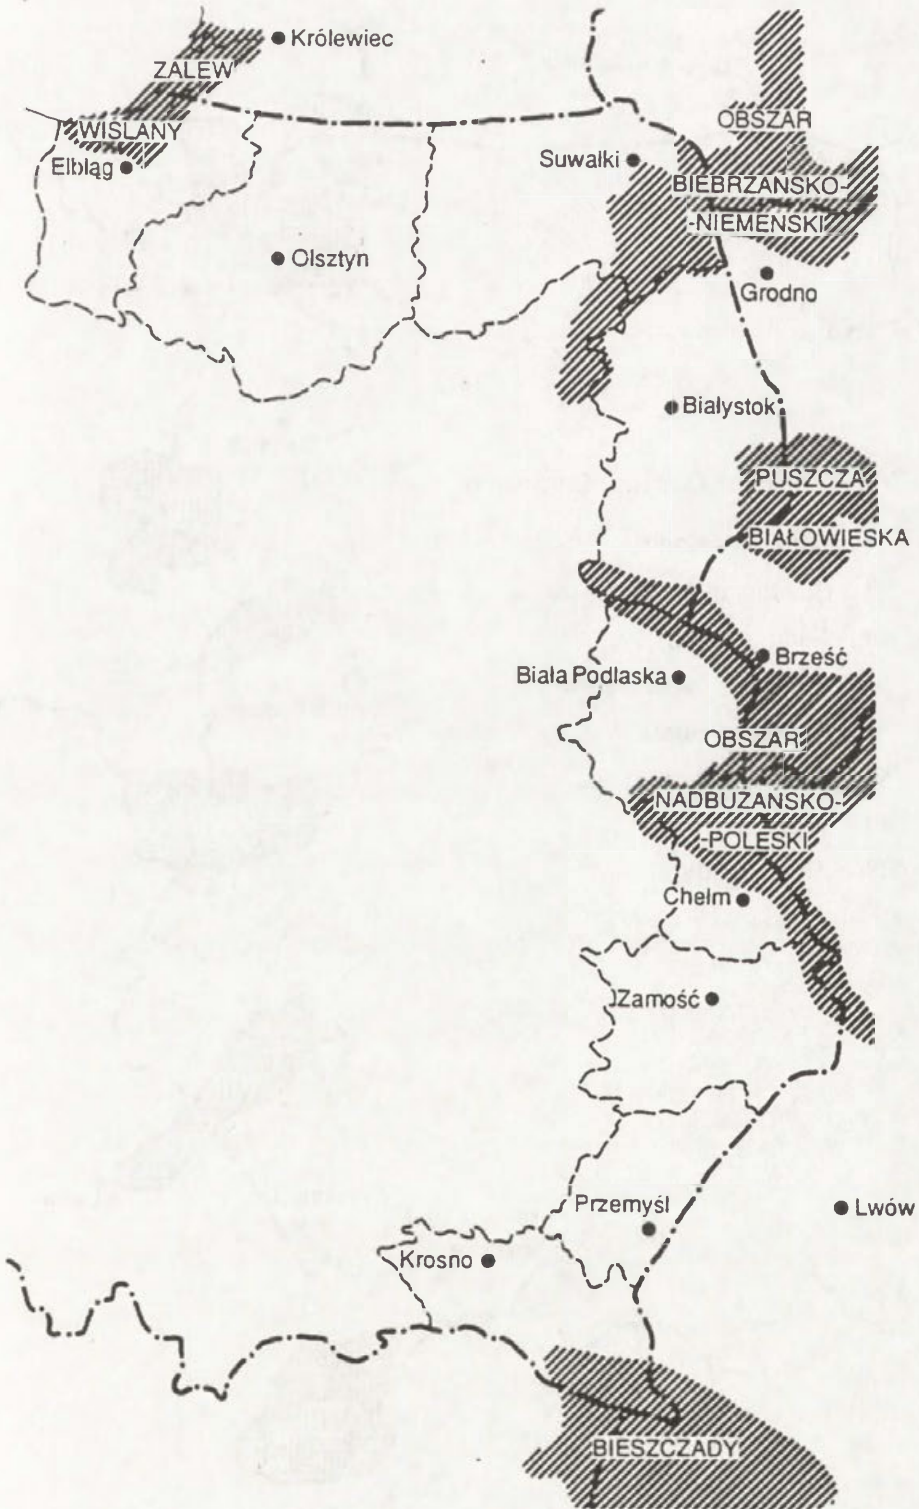 Królewiec
ZALEW
WISLANY
Elbląg
OBSZAR
Suwałki
BIEBRZANSKO-
-NIEMEŃSKI
Olsztyn
Grodno
Białystok
PUSZCZA
BIAŁOWIESKA
Brześć
Biała Podlaska
OBSZAR
NADBUZANSKO-
-POLESKI
Chełm
Zamość
Przemyśl
Lwów
Krosno
BIESZCZADY